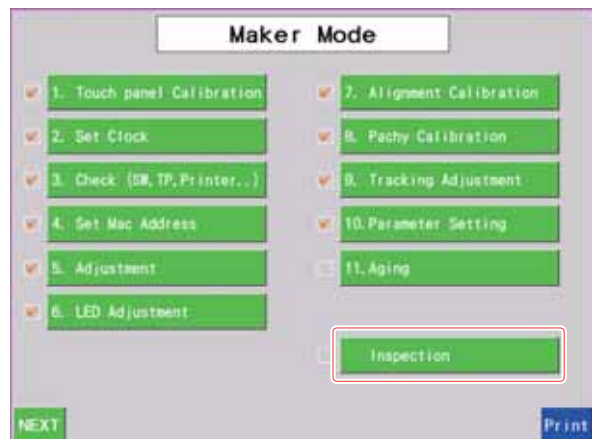 Maker Mode
1. Touch panel Calibration
2. Set Clock
3. Check (SW,TP,Printer..)
4. Set Mac Address
5. Adjustment
6. LED Adjustment
7. Alignment Calibration
8. Pachy Calibration
9. Tracking Adjustment
10.Parameter Setting
11.Aging
Inspection
NEXT
Print